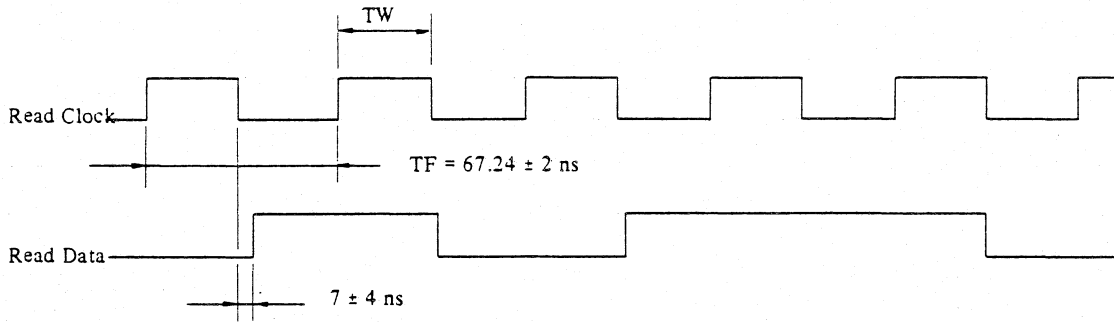 TW
Read Clock
TF = 67.24 ± 2 ns
Read Data
7 ± 4 ns